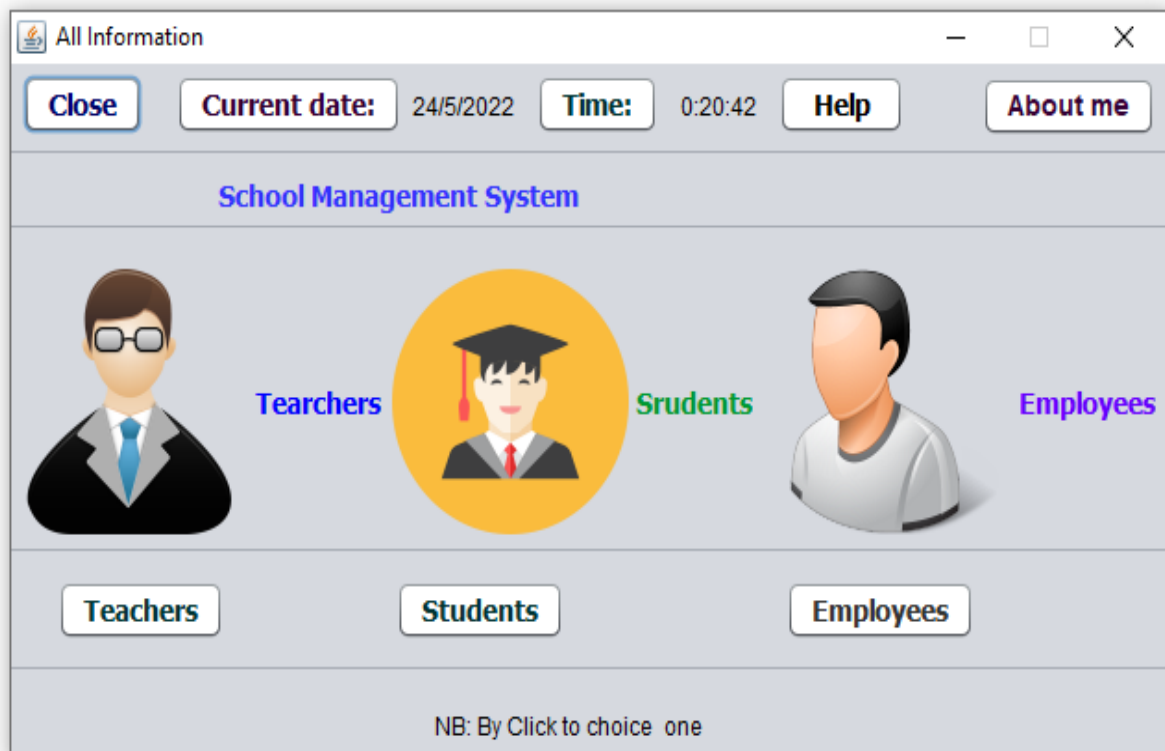 All Information
Close Current date: 24/5/2022 Time: 0:20:42 Help About me
School Management System
Tearchers Srudents Employees
Teachers Students Employees
NB: By Click to choice one